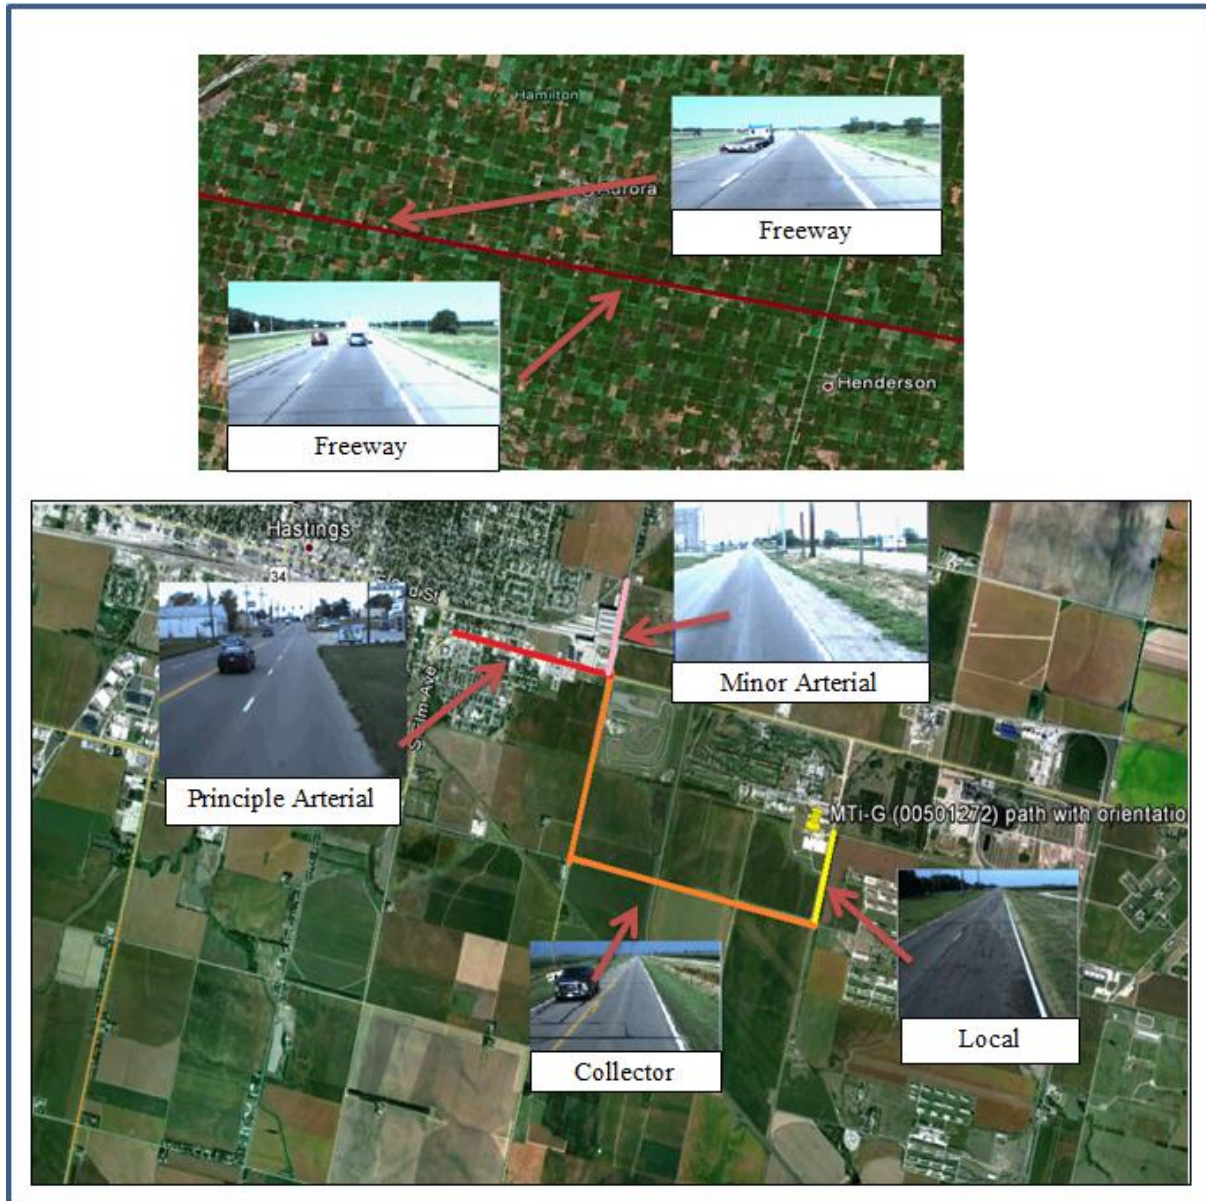 Hamilton
Aurora
Freeway
Henderson
Freeway
Hastings
34
d St
S Elm Ave
Minor Arterial
Principle Arterial
MTi-G (00501272) path with orientatio
Local
Collector